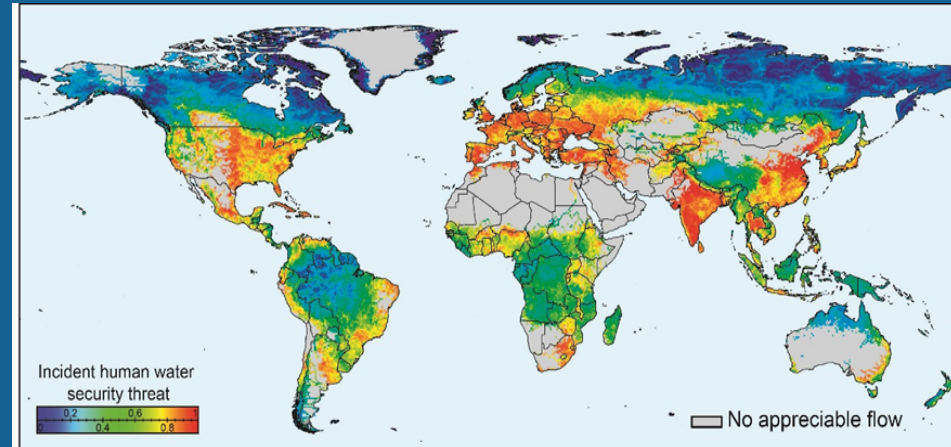 Incident human water
security threat
0.2 0.6
0 0.4 0.8 1
No appreciable flow